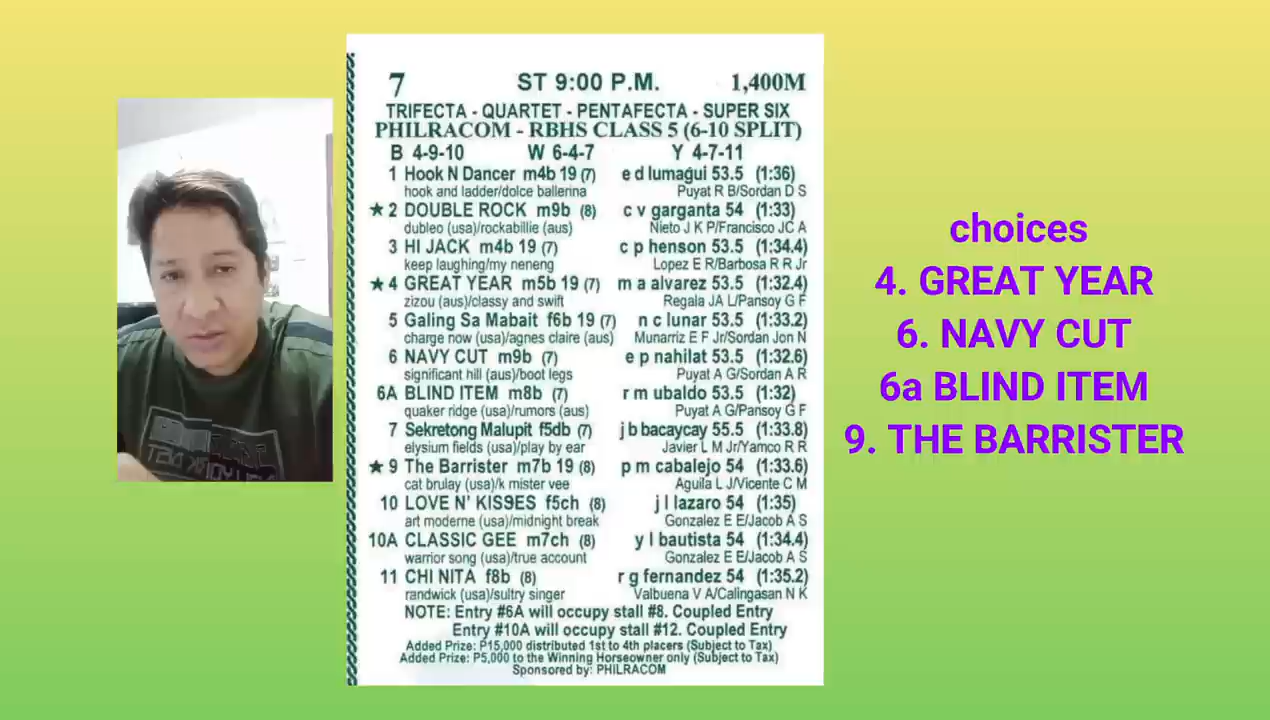 7 ST 9:00 P.M. 1,400M
TRIFECTA - QUARTET - PENTAFECTA - SUPER SIX
PHILRACOM - RBHS CLASS 5 (6-10 SPLIT)
B 4-9-10 W 6-4-7 Y 4-7-11
1 Hook N Dancer m4b 19 (7) e d lumagui 53.5 (1:36)
hook and ladder/dolce ballerina Puyat R B/Sordan D S
★ 2 DOUBLE ROCK m9b (8) c v garganta 54 (1:33)
dubleo (usa)/rockabillie (aus) Nieto J K P/Francisco JC A
3 HI JACK m4b 19 (7) c p henson 53.5 (1:34.4)
keep laughing/my neneng Lopez E R/Barbosa R R Jr
★ 4 GREAT YEAR m5b 19 (7) m a alvarez 53.5 (1:32.4)
zizou (aus)/classy and swift Regala JA L/Pansoy G F
5 Galing Sa Mabait f6b 19 (7) n c lunar 53.5 (1:33.2)
charge now (usa)/agnes claire (aus) Munarriz E F Jr/Sordan Jon N
6 NAVY CUT m9b (7) e p nahilat 53.5 (1:32.6)
significant hill (aus)/boot legs Puyat A G/Sordan A R
6A BLIND ITEM m8b (7) r m ubaldo 53.5 (1:32)
quaker ridge (usa)/rumors (aus) Puyat A G/Pansoy G F
7 Sekretong Malupit f5db (7) j b bacaycay 55.5 (1:33.8)
elysium fields (usa)/play by ear Javier L M Jr/Yamco R R
★ 9 The Barrister m7b 19 (8) p m cabalejo 54 (1:33.6)
cat brulay (usa)/k mister vee Aguila L J/Vicente C M
10 LOVE N' KIS9ES f5ch (8) j l lazaro 54 (1:35)
art moderne (usa)/midnight break Gonzalez E E/Jacob A S
10A CLASSIC GEE m7ch (8) y l bautista 54 (1:34.4)
warrior song (usa)/true account Gonzalez E E/Jacob A S
11 CHI NITA f8b (8) r g fernandez 54 (1:35.2)
randwick (usa)/sultry singer Valbuena V A/Calingasan N K
NOTE: Entry #6A will occupy stall #8. Coupled Entry
Entry #10A will occupy stall #12. Coupled Entry
Added Prize: P15,000 distributed 1st to 4th placers (Subject to Tax)
Added Prize: P5,000 to the Winning Horseowner only (Subject to Tax)
Sponsored by: PHILRACOM
choices
4. GREAT YEAR
6. NAVY CUT
6a BLIND ITEM
9. THE BARRISTER